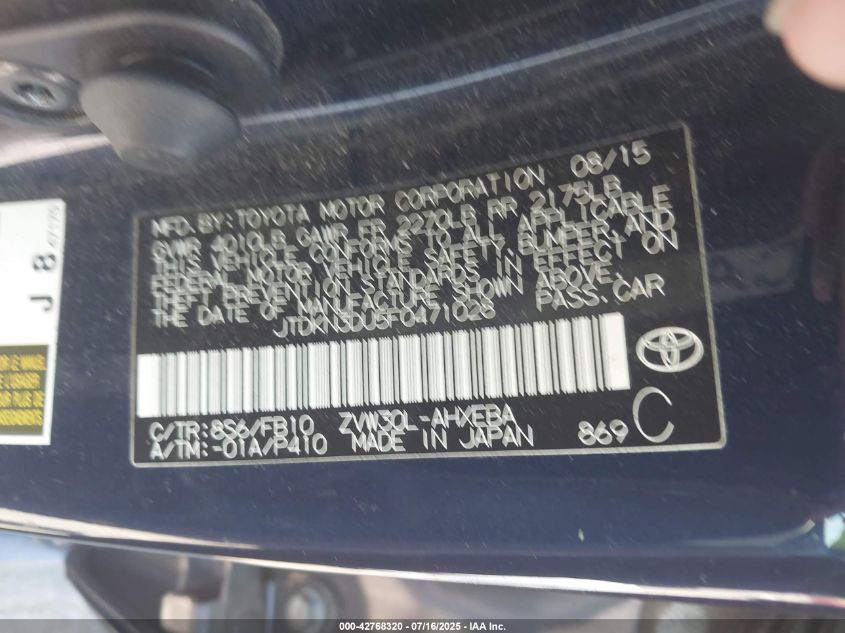 MFD.BY: TOYOTA MOTOR CORPORATION 08/15
GVWR 4010LB GAWR FR 2270LB RR 2175LB
THIS VEHICLE CONFORMS TO ALL APPLICABLE
FEDERAL MOTOR VEHICLE SAFETY, BUMPER, AND
THEFT PREVENTION STANDARDS IN EFFECT ON
THE DATE OF MANUFACTURE SHOWN ABOVE.
JTDKN3DU5F0471025 PASS. CAR
C/TR: 8S6/FB10 ZVW30L-AHXEBA
A/TM: -01A/P410 MADE IN JAPAN 869 C
J 8
47175
000-42768320 - 07/16/2025 - IAA Inc.